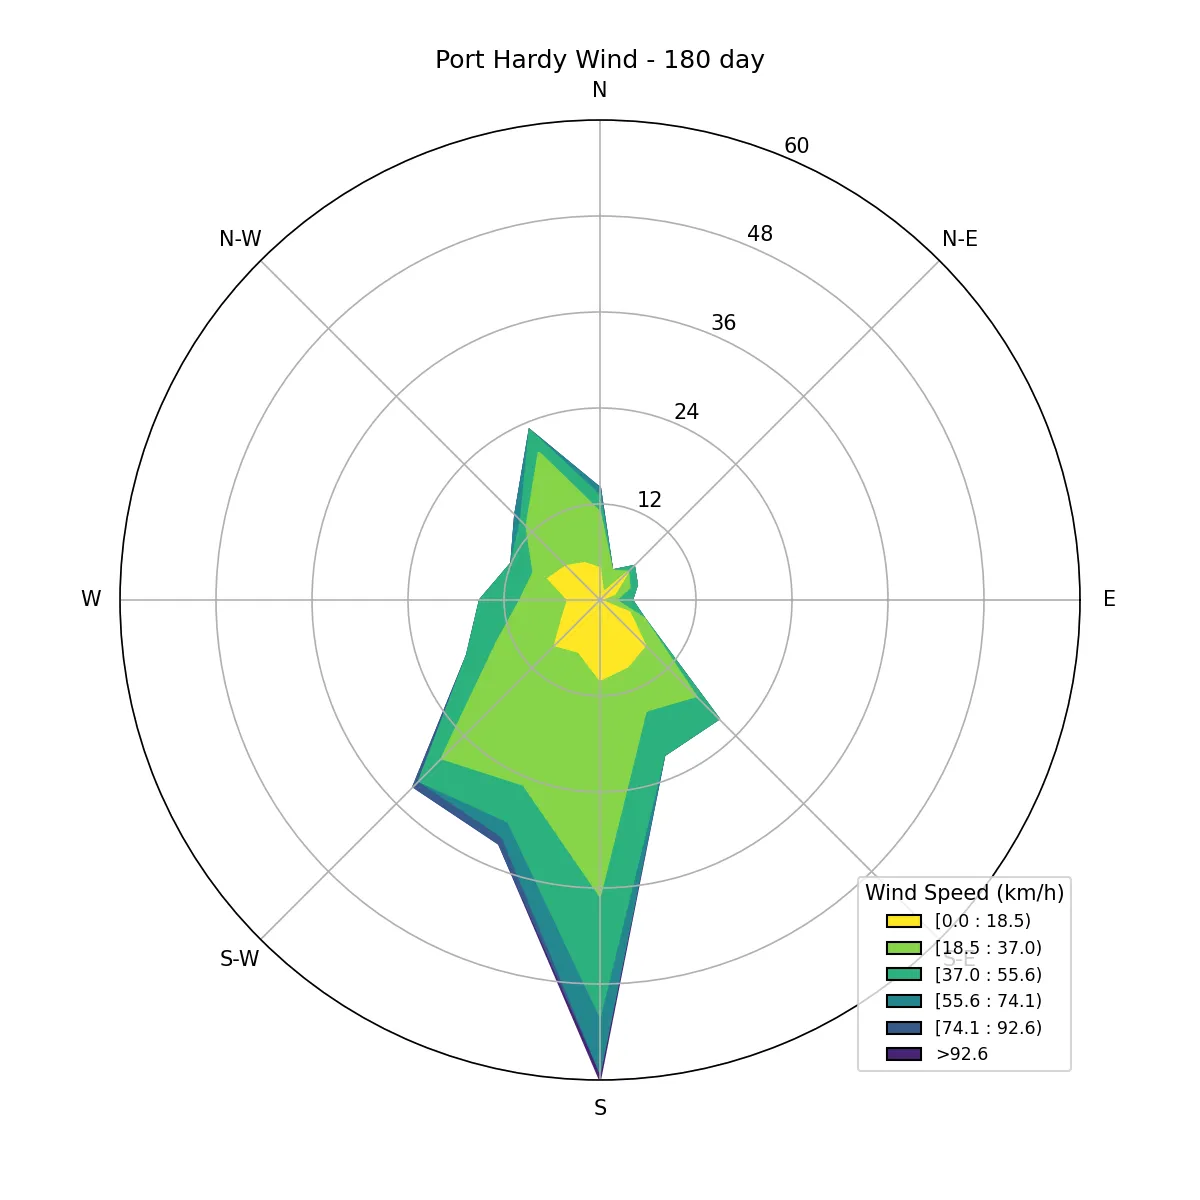 Port Hardy Wind - 180 day
N
60
48
N-W
N-E
36
24
12
W
E
Wind Speed (km/h)
[0.0 : 18.5)
[18.5 : 37.0)
S-W
S-E
[37.0 : 55.6)
[55.6 : 74.1)
[74.1 : 92.6)
>92.6
S